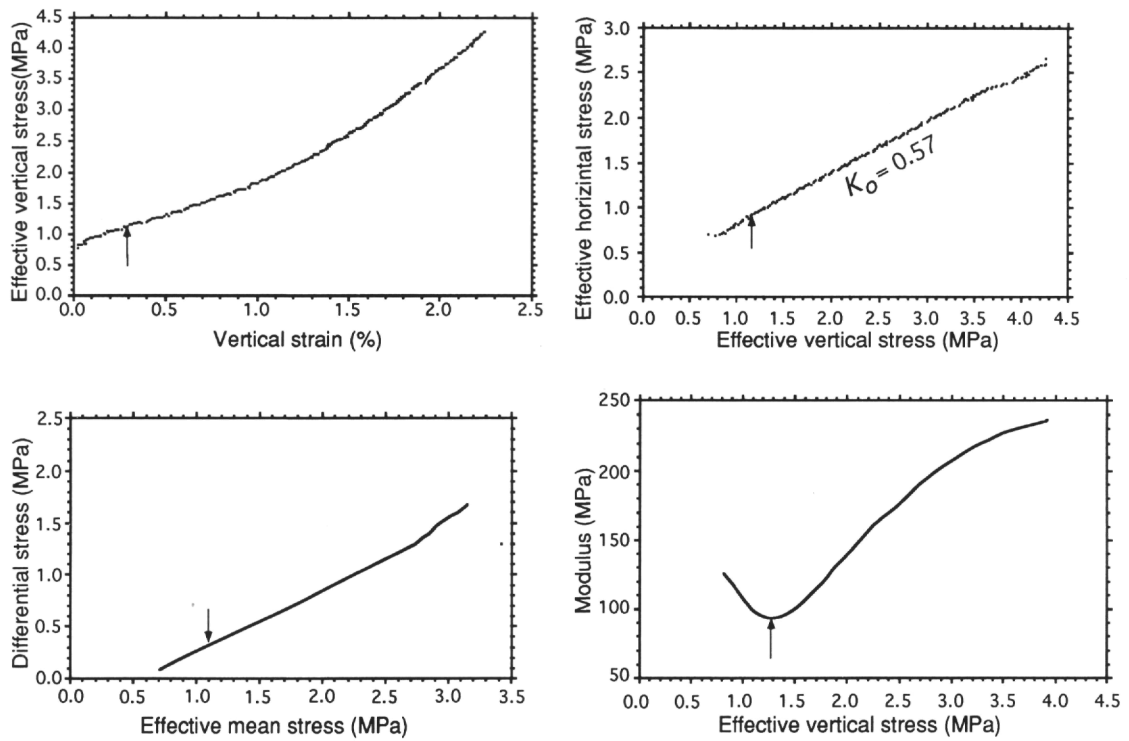 Effective vertical stress(MPa)
4.5
4.0
3.5
3.0
2.5
2.0
1.5
1.0
0.5
0.0
0.0 0.5 1.0 1.5 2.0 2.5
Vertical strain (%)
Effective horizintal stress (MPa)
3.0
2.5
2.0
1.5
1.0
0.5
0.0
K₀ = 0.57
0.0 0.5 1.0 1.5 2.0 2.5 3.0 3.5 4.0 4.5
Effective vertical stress (MPa)
Differential stress (MPa)
2.5
2.0
1.5
1.0
0.5
0.0
0.0 0.5 1.0 1.5 2.0 2.5 3.0 3.5
Effective mean stress (MPa)
Modulus (MPa)
250
200
150
100
50
0.0 0.5 1.0 1.5 2.0 2.5 3.0 3.5 4.0 4.5
Effective vertical stress (MPa)